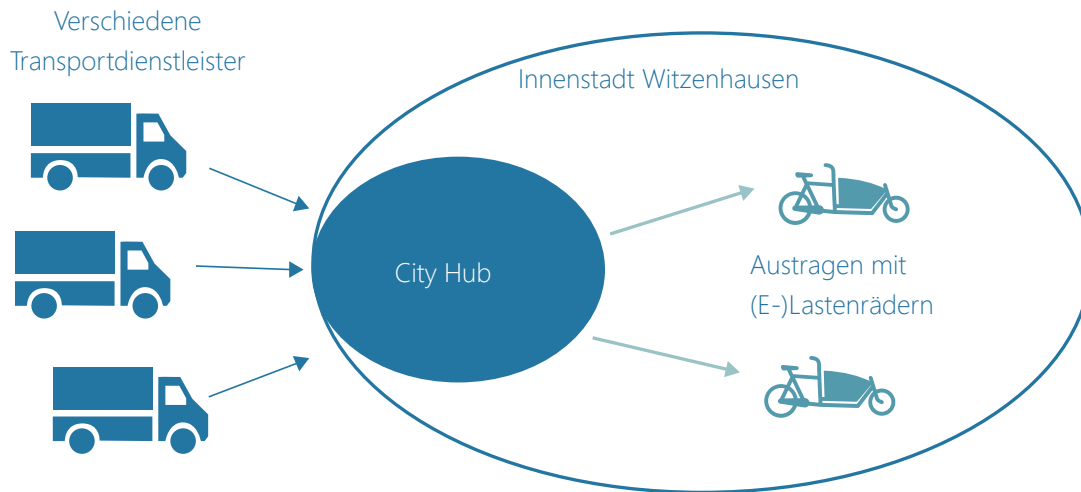 Verschiedene
Transportdienstleister
Innenstadt Witzenhausen
City Hub
Austragen mit
(E-)Lastenrädern